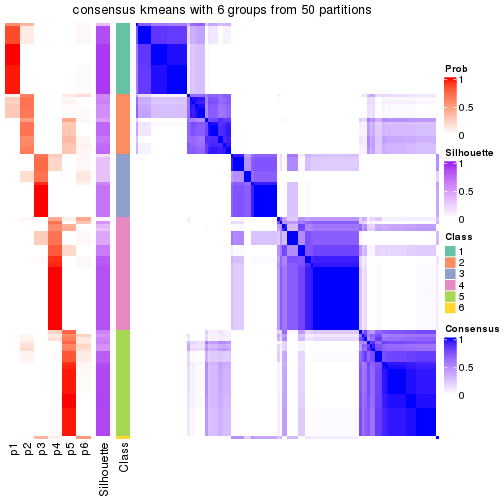 consensus kmeans with 6 groups from 50 partitions
Prob
1
0.5
0
Silhouette
1
0.5
0
Class
1
2
3
4
5
6
Consensus
1
0.5
0
p1
p2
p3
p4
p5
p6
Silhouette
Class